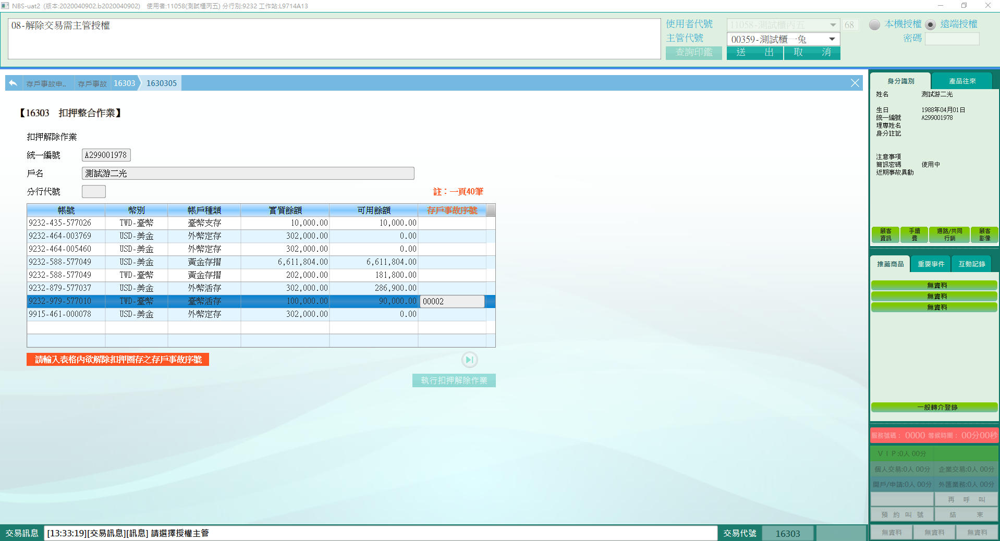 NBS-uat2 (版本:2020040902.b2020040902) 使用者:11058(測試櫃丙五) 分行別:9232 工作站:L9714A13
08-解除交易需主管授權
使用者代號 11058-測試櫃丙五 68 本機授權 遠端授權
主管代號 00359-測試櫃一兔 密碼
查詢印鑑 送 出 取 消
存戶事故申.. 存戶事故 16303 1630305
【16303 扣押整合作業】
扣押解除作業
統一編號 A299001978
戶名 測試游二光
分行代號
註：一頁40筆
帳號 幣別 帳戶種類 實質餘額 可用餘額 存戶事故序號
9232-435-577026 TWD-臺幣 臺幣支存 10,000.00 10,000.00
9232-464-003769 USD-美金 外幣定存 302,000.00 0.00
9232-464-005460 USD-美金 外幣定存 302,000.00 0.00
9232-588-577049 USD-美金 黃金存摺 6,611,804.00 6,611,804.00
9232-588-577049 TWD-臺幣 黃金存摺 202,000.00 181,800.00
9232-879-577037 USD-美金 外幣活存 302,000.00 286,900.00
9232-979-577010 TWD-臺幣 臺幣活存 100,000.00 90,000.00 00002
9915-461-000078 USD-美金 外幣定存 302,000.00 0.00
請輸入表格內欲解除扣押圈存之存戶事故序號
執行扣押解除作業
身分識別 產品往來
姓名 測試游二光
生日 1988年04月01日
統一編號 A299001978
理專姓名
身分註記
注意事項
簡訊密碼 使用中
近期事故異動
顧客資訊 手續費 通路/共同行銷 顧客影像
推薦商品 重要事件 互動記錄
無資料
無資料
無資料
一般轉介登錄
服務號碼： 0000 等候時間： 00分00秒
ＶＩＰ:0人 00分
個人交易:0人 00分 企業交易:0人 00分
開戶/申請:0人 00分 外匯業務:0人 00分
再 呼 叫
預 約 叫 號 結 束
無資料 無資料 無資料
交易訊息 [13:33:19][交易訊息][訊息] 請選擇授權主管 交易代號 16303